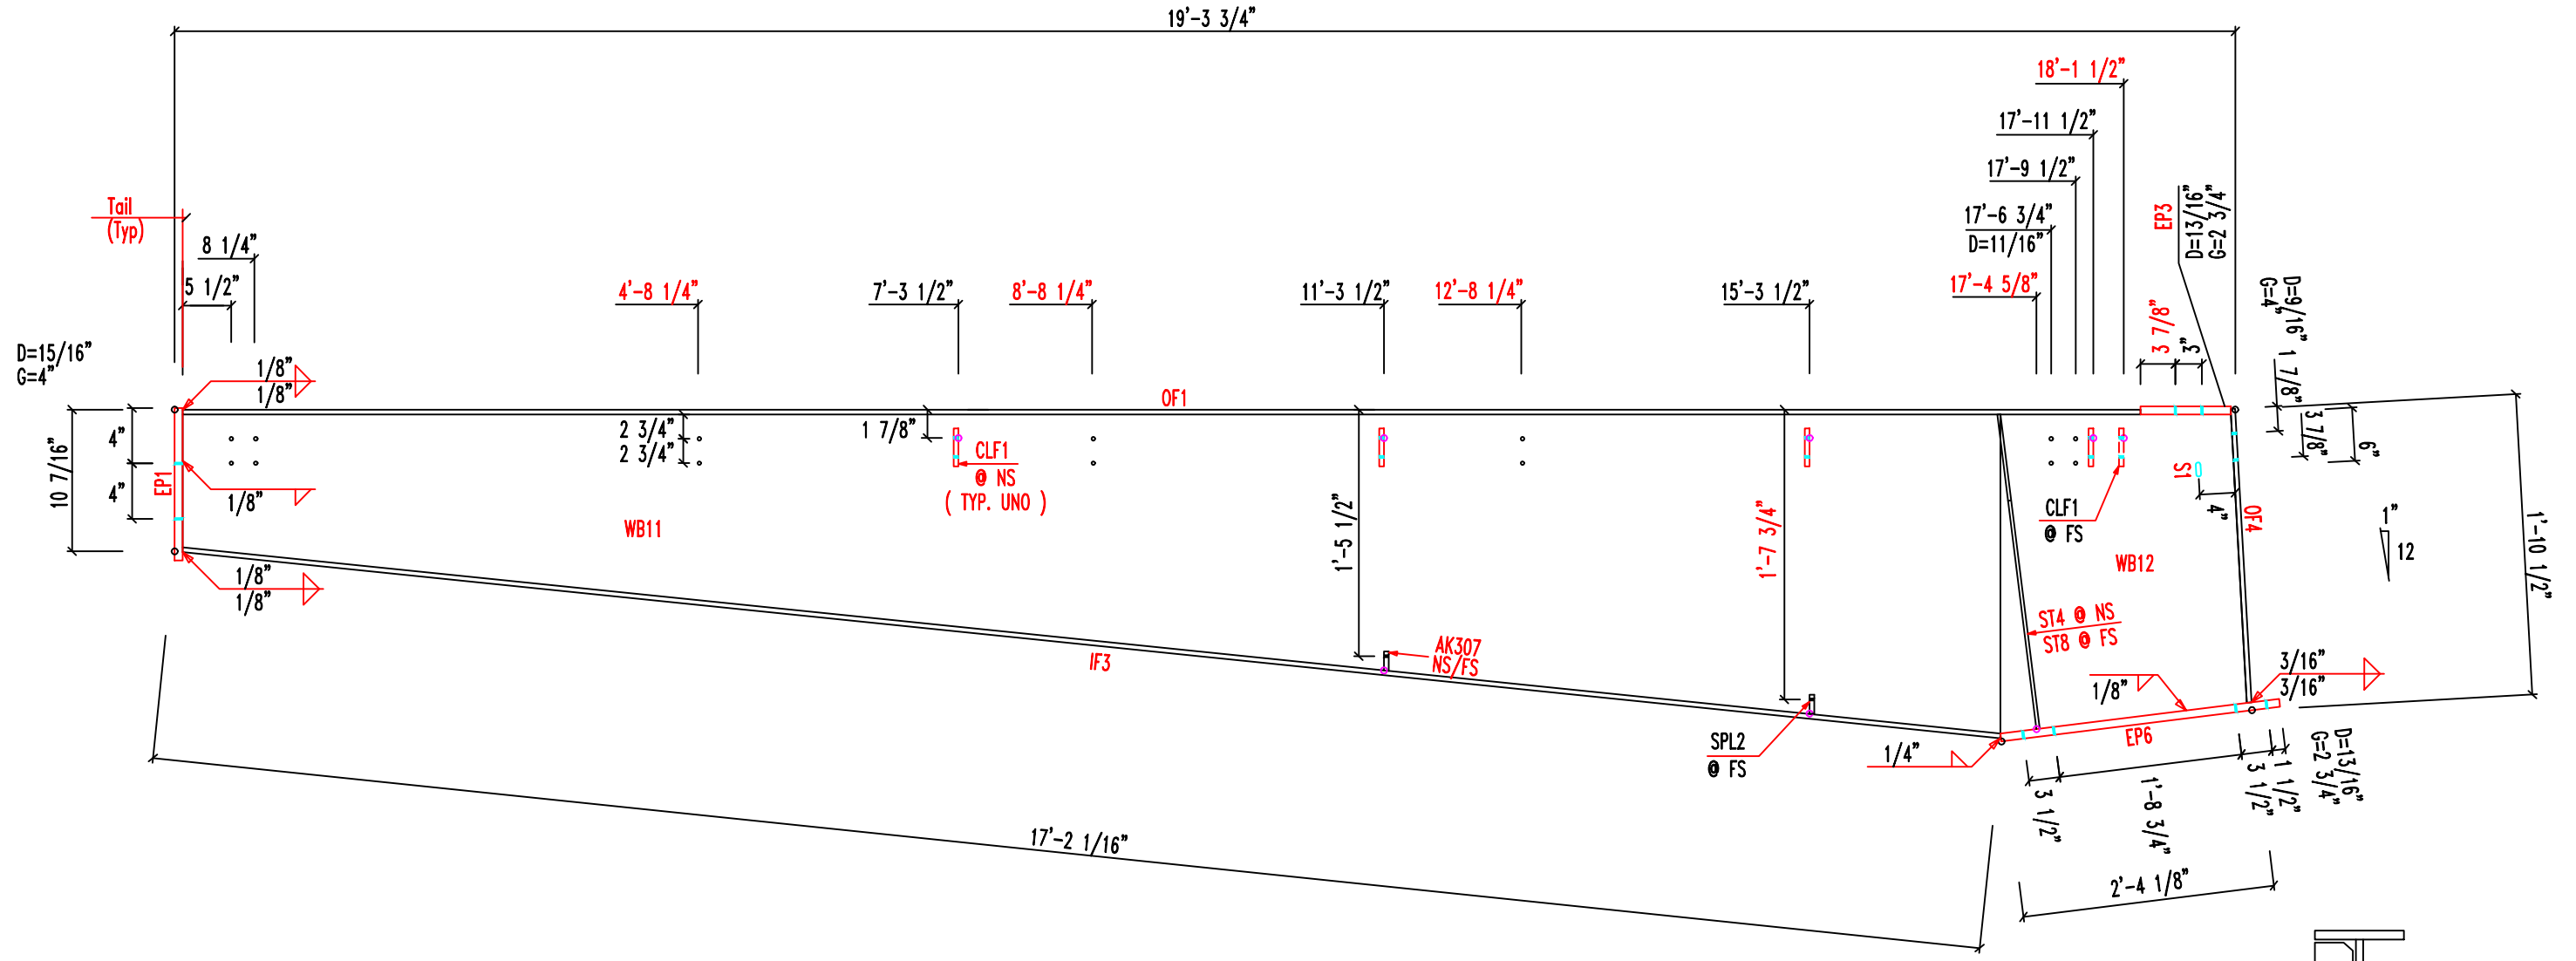 19'-3 3/4"
18'-1 1/2"
17'-11 1/2"
17'-9 1/2"
17'-6 3/4"
D=11/16"
17'-4 5/8"
EP3
D=13/16"
G=2 3/4"
Tail
(Typ)
8 1/4"
5 1/2"
4'-8 1/4"
7'-3 1/2"
8'-8 1/4"
11'-3 1/2"
12'-8 1/4"
15'-3 1/2"
3 7/8"
3"
D=9/16"
G=4"
1 7/8"
3 7/8"
6"
D=15/16"
G=4"
1/8"
1/8"
OF1
4"
4"
10 7/16"
EP1
1/8"
2 3/4"
2 3/4"
1 7/8"
CLF1
@ NS
( TYP. UNO )
WB11
1/8"
1/8"
1'-5 1/2"
1'-7 3/4"
CLF1
@ FS
S1
4"
OF4
WB12
1"
12
1'-10 1/2"
ST4 @ NS
ST8 @ FS
IF3
AK307
NS/FS
SPL2
@ FS
1/4"
1/8"
3/16"
3/16"
EP6
D=13/16"
G=2 3/4"
1 1/2"
3 1/2"
1'-8 3/4"
3 1/2"
2'-4 1/8"
17'-2 1/16"